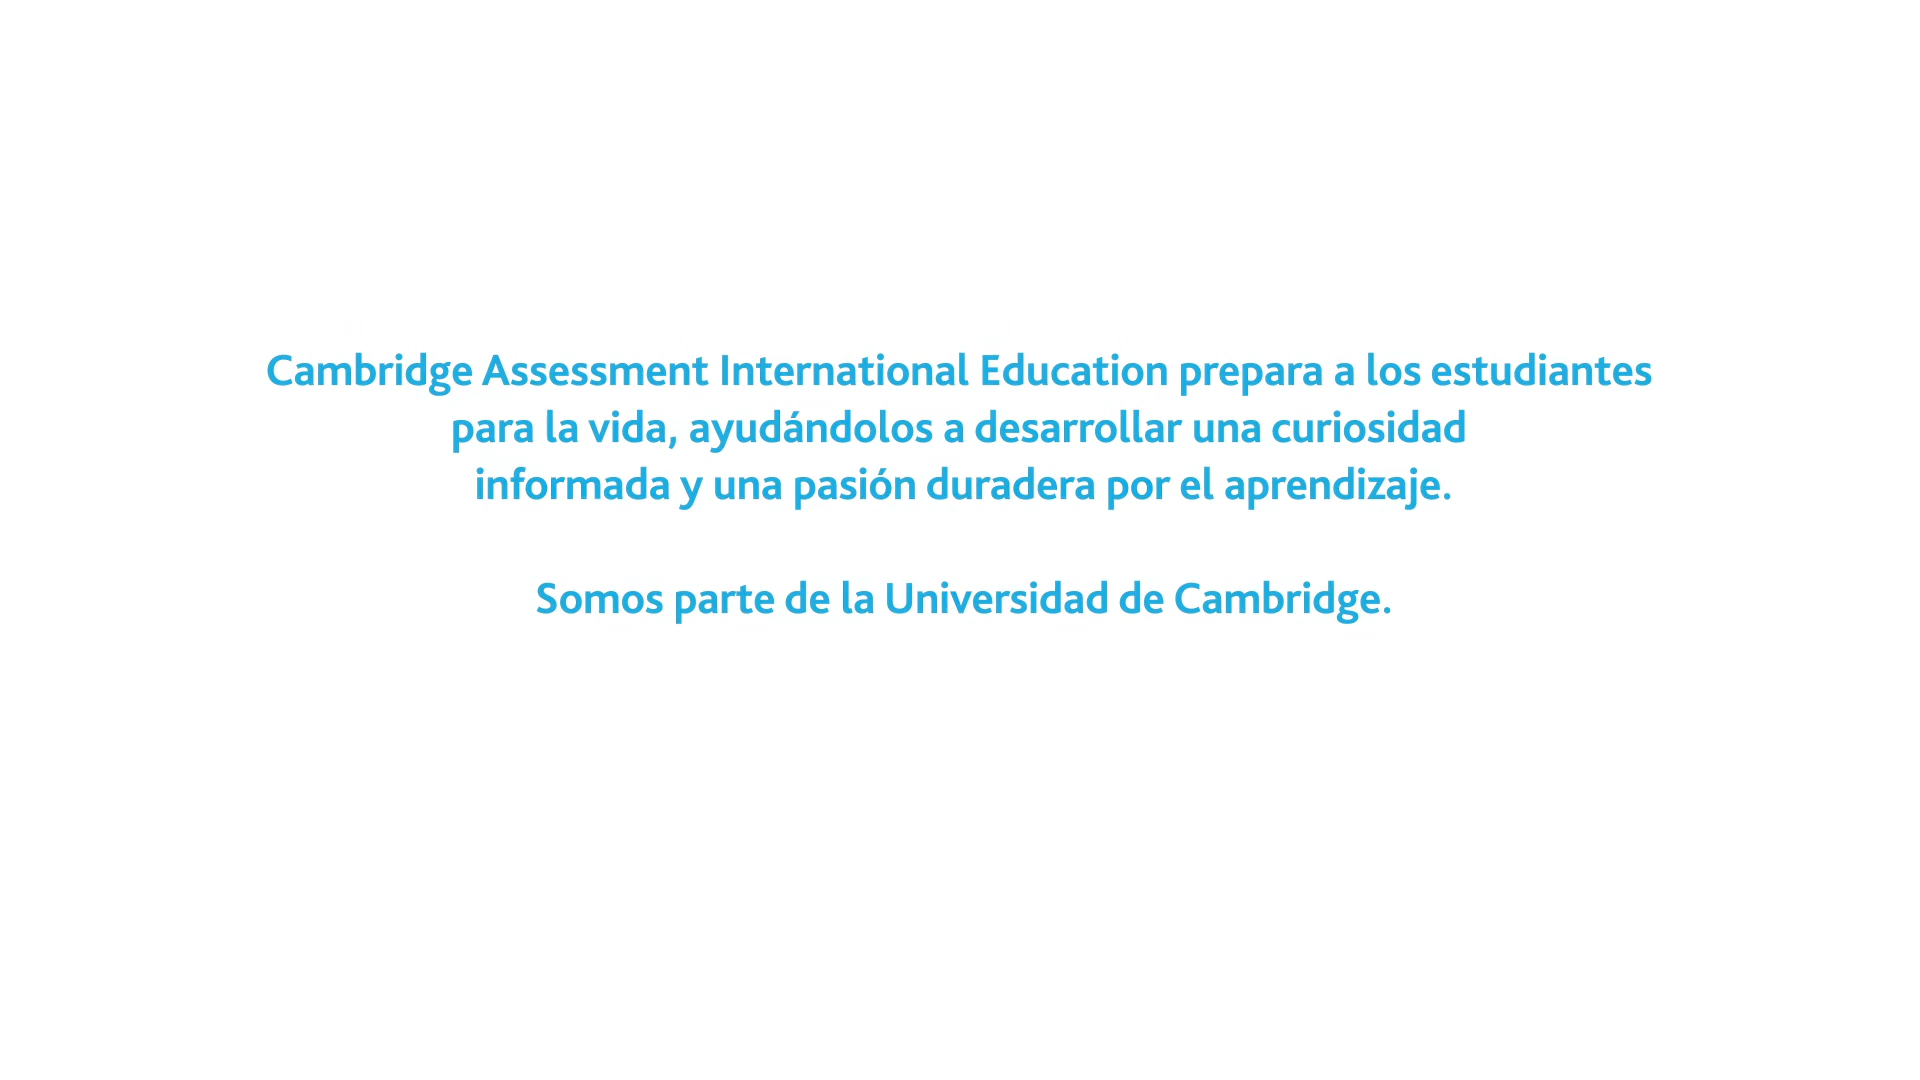 Cambridge Assessment International Education prepara a los estudiantes
para la vida, ayudándolos a desarrollar una curiosidad
informada y una pasión duradera por el aprendizaje.
Somos parte de la Universidad de Cambridge.